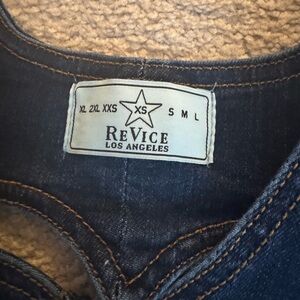 XL 2XL XXS XS S M L
REVICE
LOS ANGELES